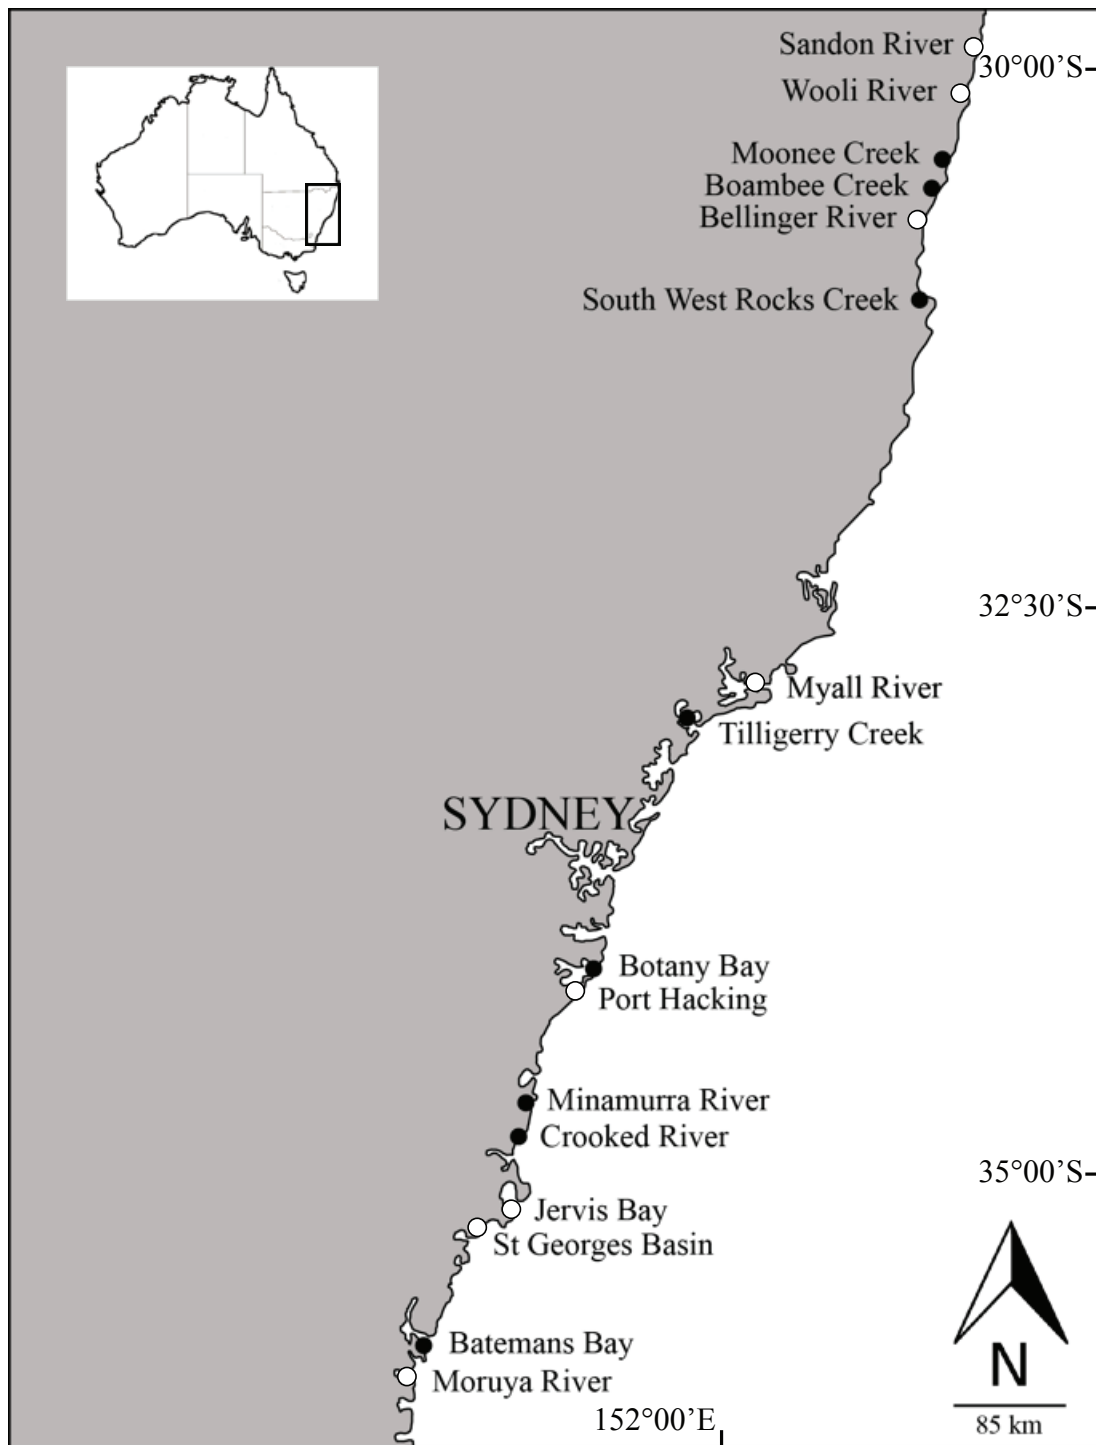 Sandon River
30°00’S
Wooli River
Moonee Creek
Boambee Creek
Bellinger River
South West Rocks Creek
32°30’S
Myall River
Tilligerry Creek
SYDNEY
Botany Bay
Port Hacking
Minamurra River
Crooked River
35°00’S
Jervis Bay
St Georges Basin
Batemans Bay
N
Moruya River
152°00’E
85 km